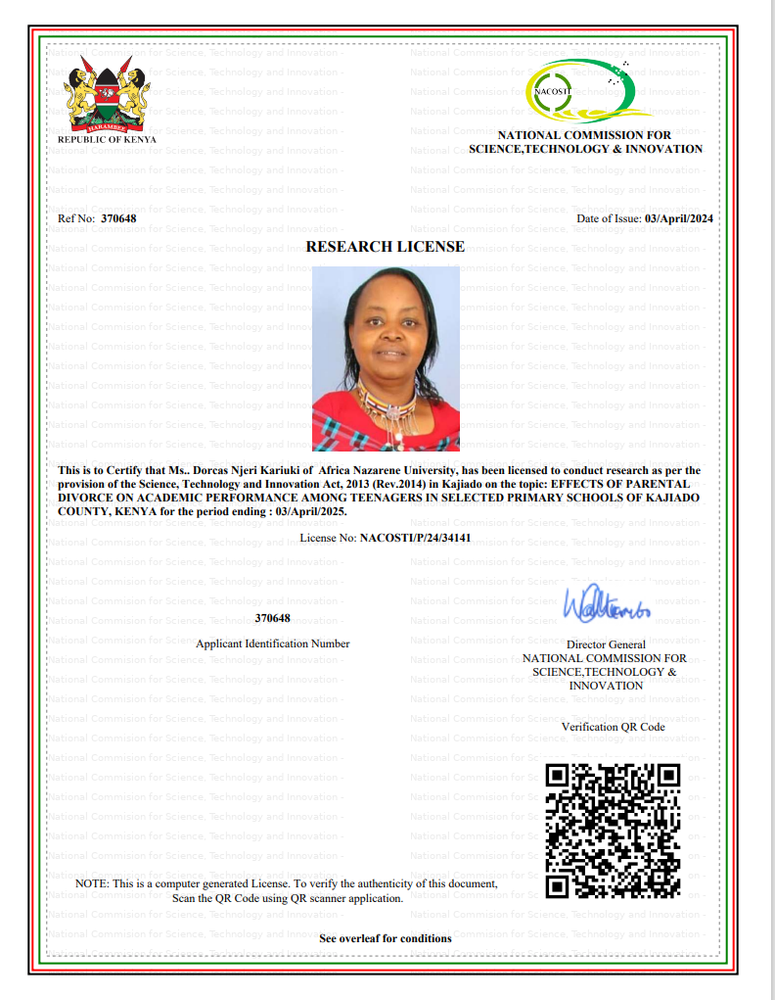 HARAMBEE
REPUBLIC OF KENYA
NACOSTI
NATIONAL COMMISSION FOR
SCIENCE,TECHNOLOGY & INNOVATION
Ref No: 370648
Date of Issue: 03/April/2024
RESEARCH LICENSE
This is to Certify that Ms.. Dorcas Njeri Kariuki of Africa Nazarene University, has been licensed to conduct research as per the
provision of the Science, Technology and Innovation Act, 2013 (Rev.2014) in Kajiado on the topic: EFFECTS OF PARENTAL
DIVORCE ON ACADEMIC PERFORMANCE AMONG TEENAGERS IN SELECTED PRIMARY SCHOOLS OF KAJIADO
COUNTY, KENYA for the period ending : 03/April/2025.
License No: NACOSTI/P/24/34141
370648
Applicant Identification Number
Director General
NATIONAL COMMISSION FOR
SCIENCE,TECHNOLOGY &
INNOVATION
Verification QR Code
NOTE: This is a computer generated License. To verify the authenticity of this document,
Scan the QR Code using QR scanner application.
See overleaf for conditions